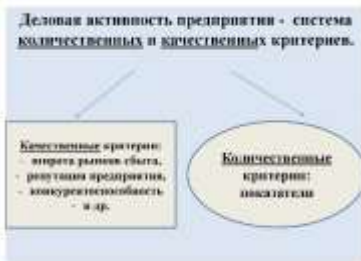 Деловая активность предприятия - система
количественных и качественных критериев.
Качественные критерии:
- широта рынков сбыта,
- репутация предприятия,
- конкурентоспособность
- и др.
Количественные
критерии:
показатели